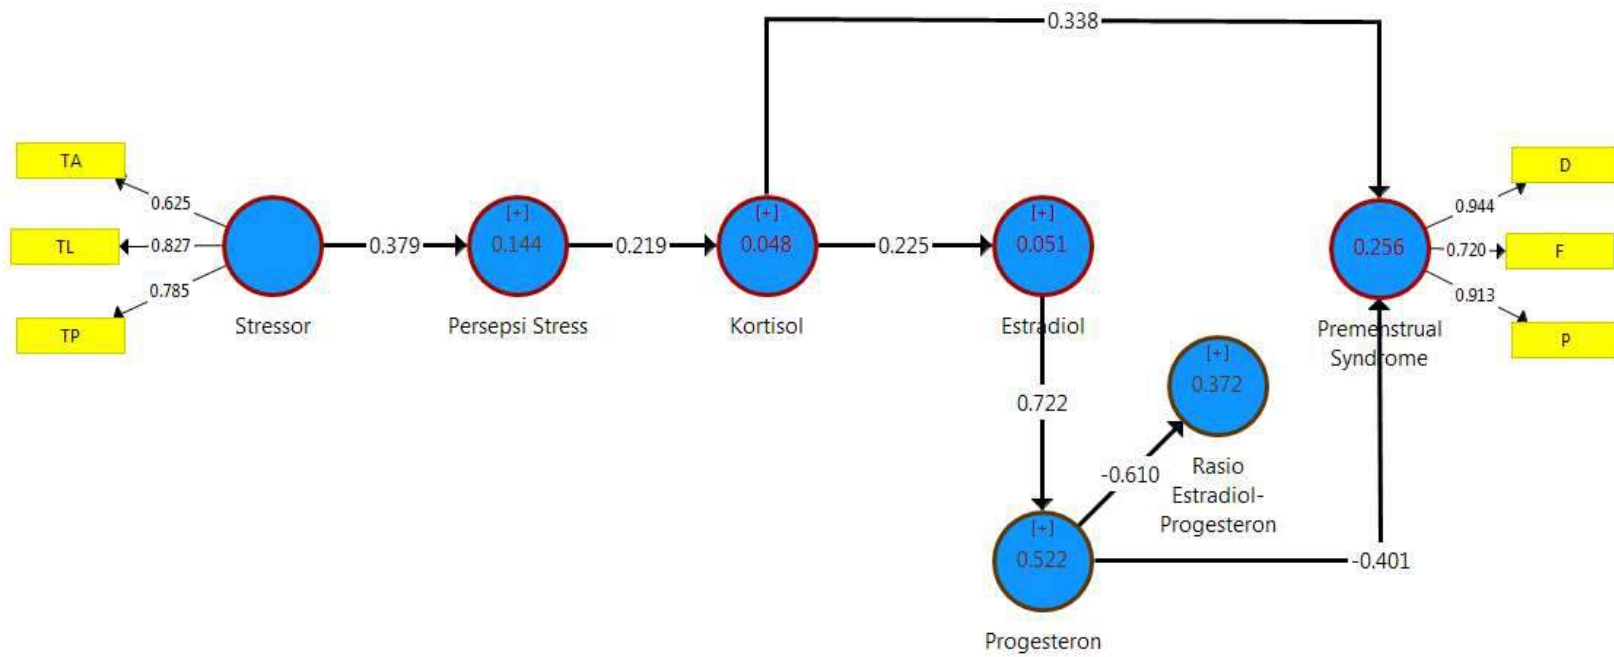 0.338
TA
0.625
TL
0.827
0.785
TP
Stressor
0.379
[+]
0.144
Persepsi Stress
0.219
[+]
0.048
Kortisol
0.225
[+]
0.051
Estradiol
0.256
Premenstrual
Syndrome
D
0.944
0.720
F
0.913
P
0.722
[+]
0.372
Rasio
Estradiol-
Progesteron
-0.610
[+]
0.522
Progesteron
-0.401